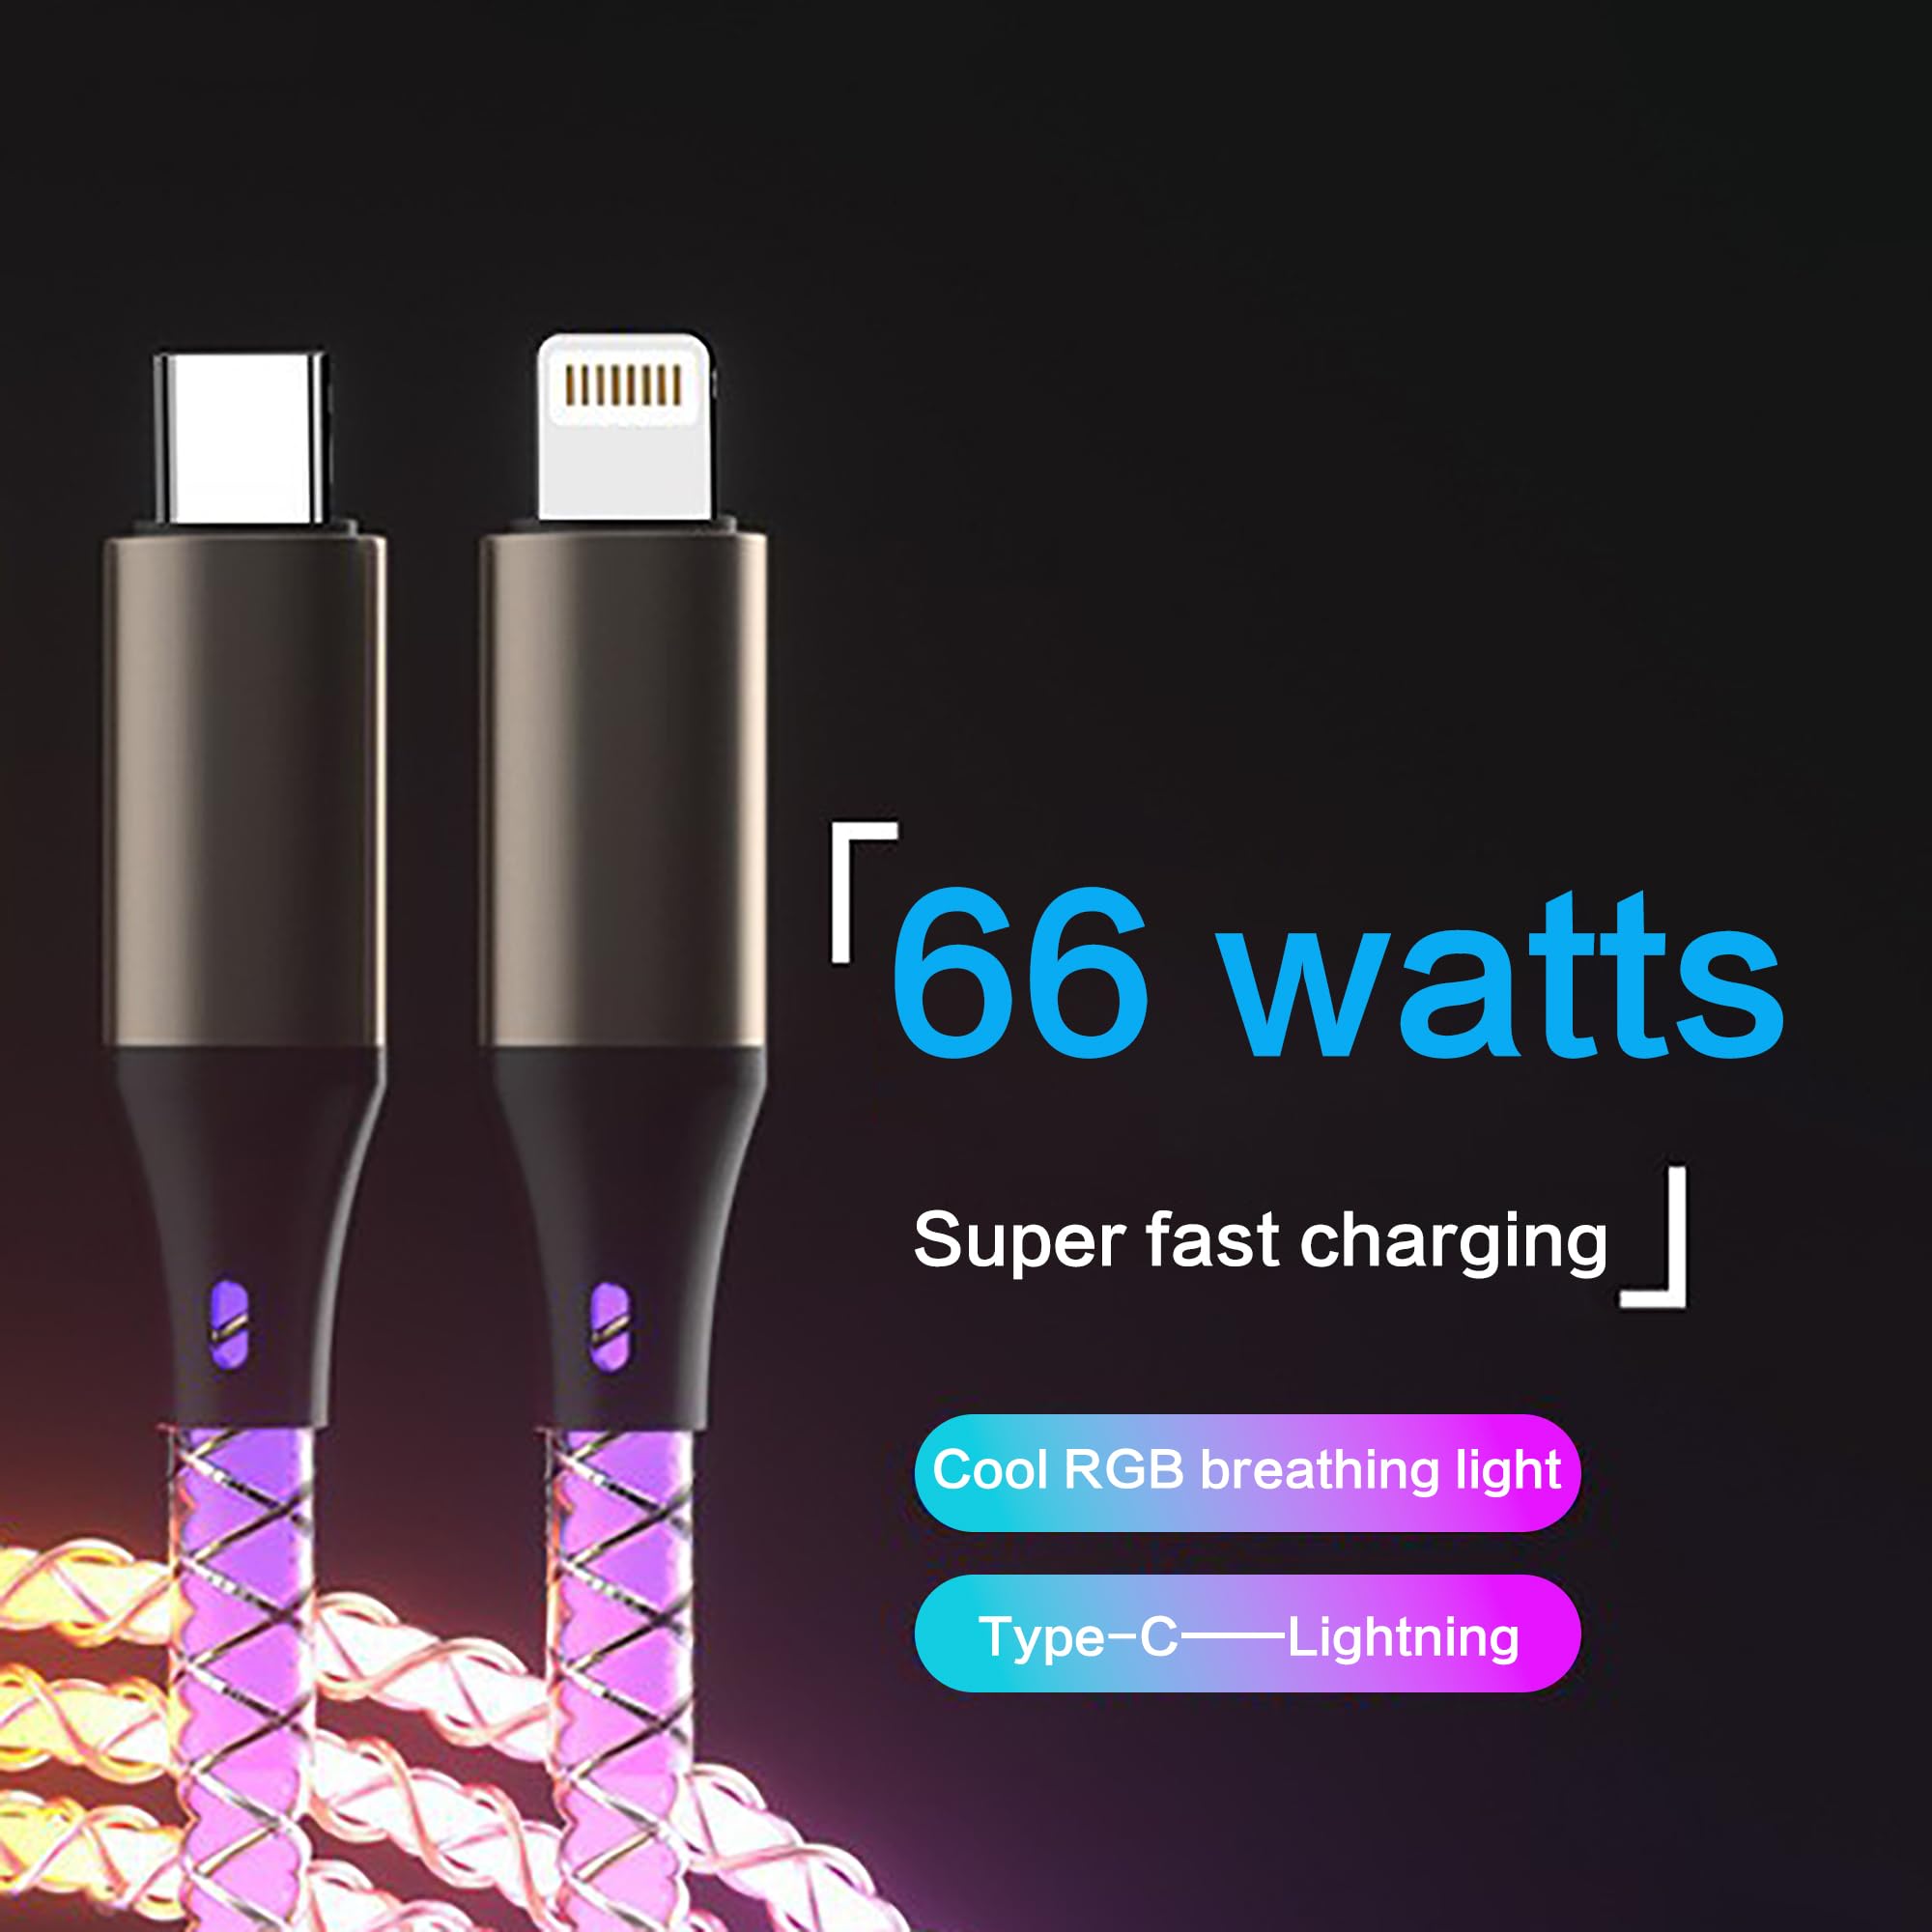 「66 watts
Super fast charging」
Cool RGB breathing light
Type-C——Lightning